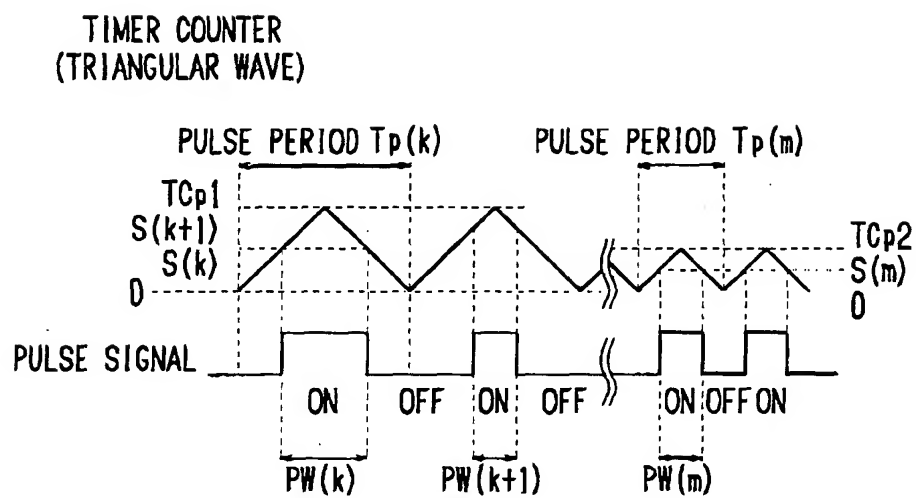 TIMER COUNTER
(TRIANGULAR WAVE)
PULSE PERIOD Tp(k)
PULSE PERIOD Tp(m)
TCp1
S(k+1)
S(k)
0
TCp2
S(m)
0
PULSE SIGNAL
ON OFF ON OFF ON OFF ON
PW(k) PW(k+1) PW(m)